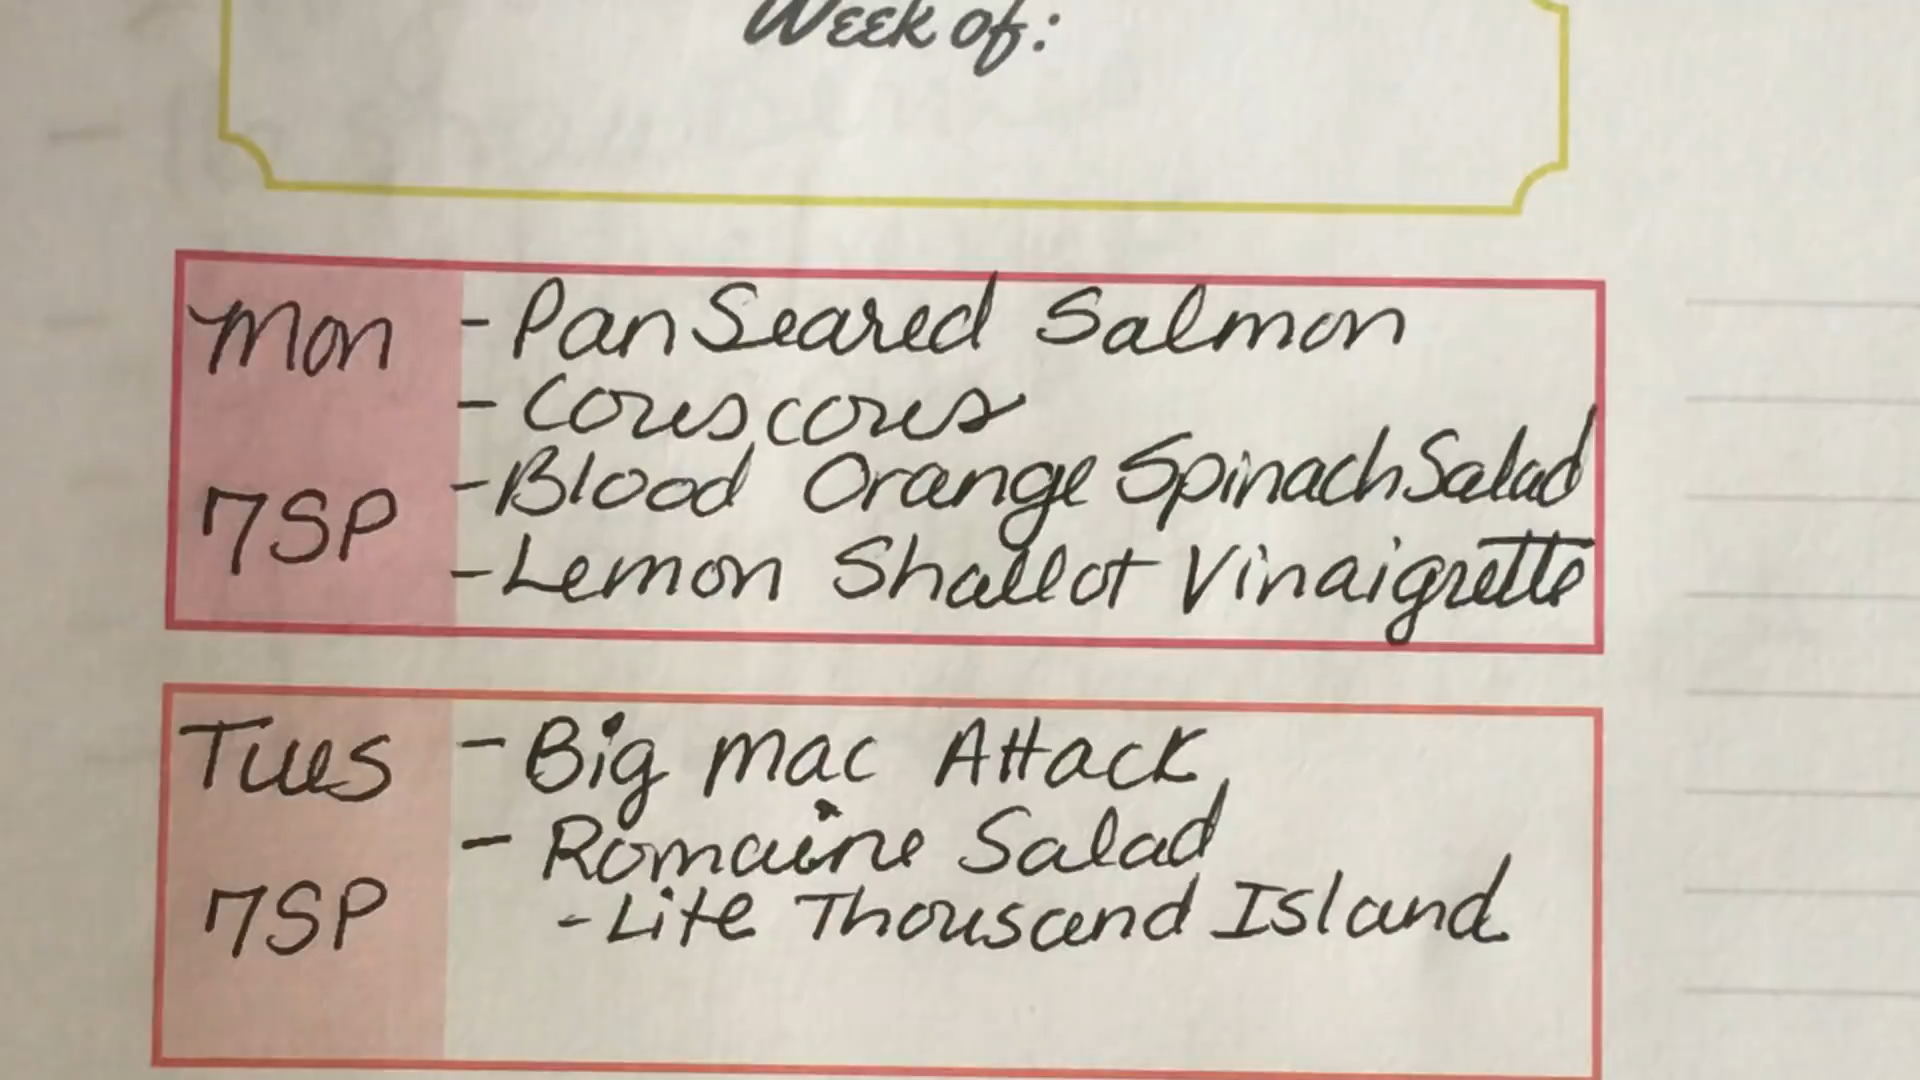 Week of:
Mon - Pan Seared Salmon
- Couscous
7SP - Blood Orange Spinach Salad
- Lemon Shallot Vinaigrette
Tues - Big Mac Attack
- Romaine Salad
7SP - Lite Thousand Island